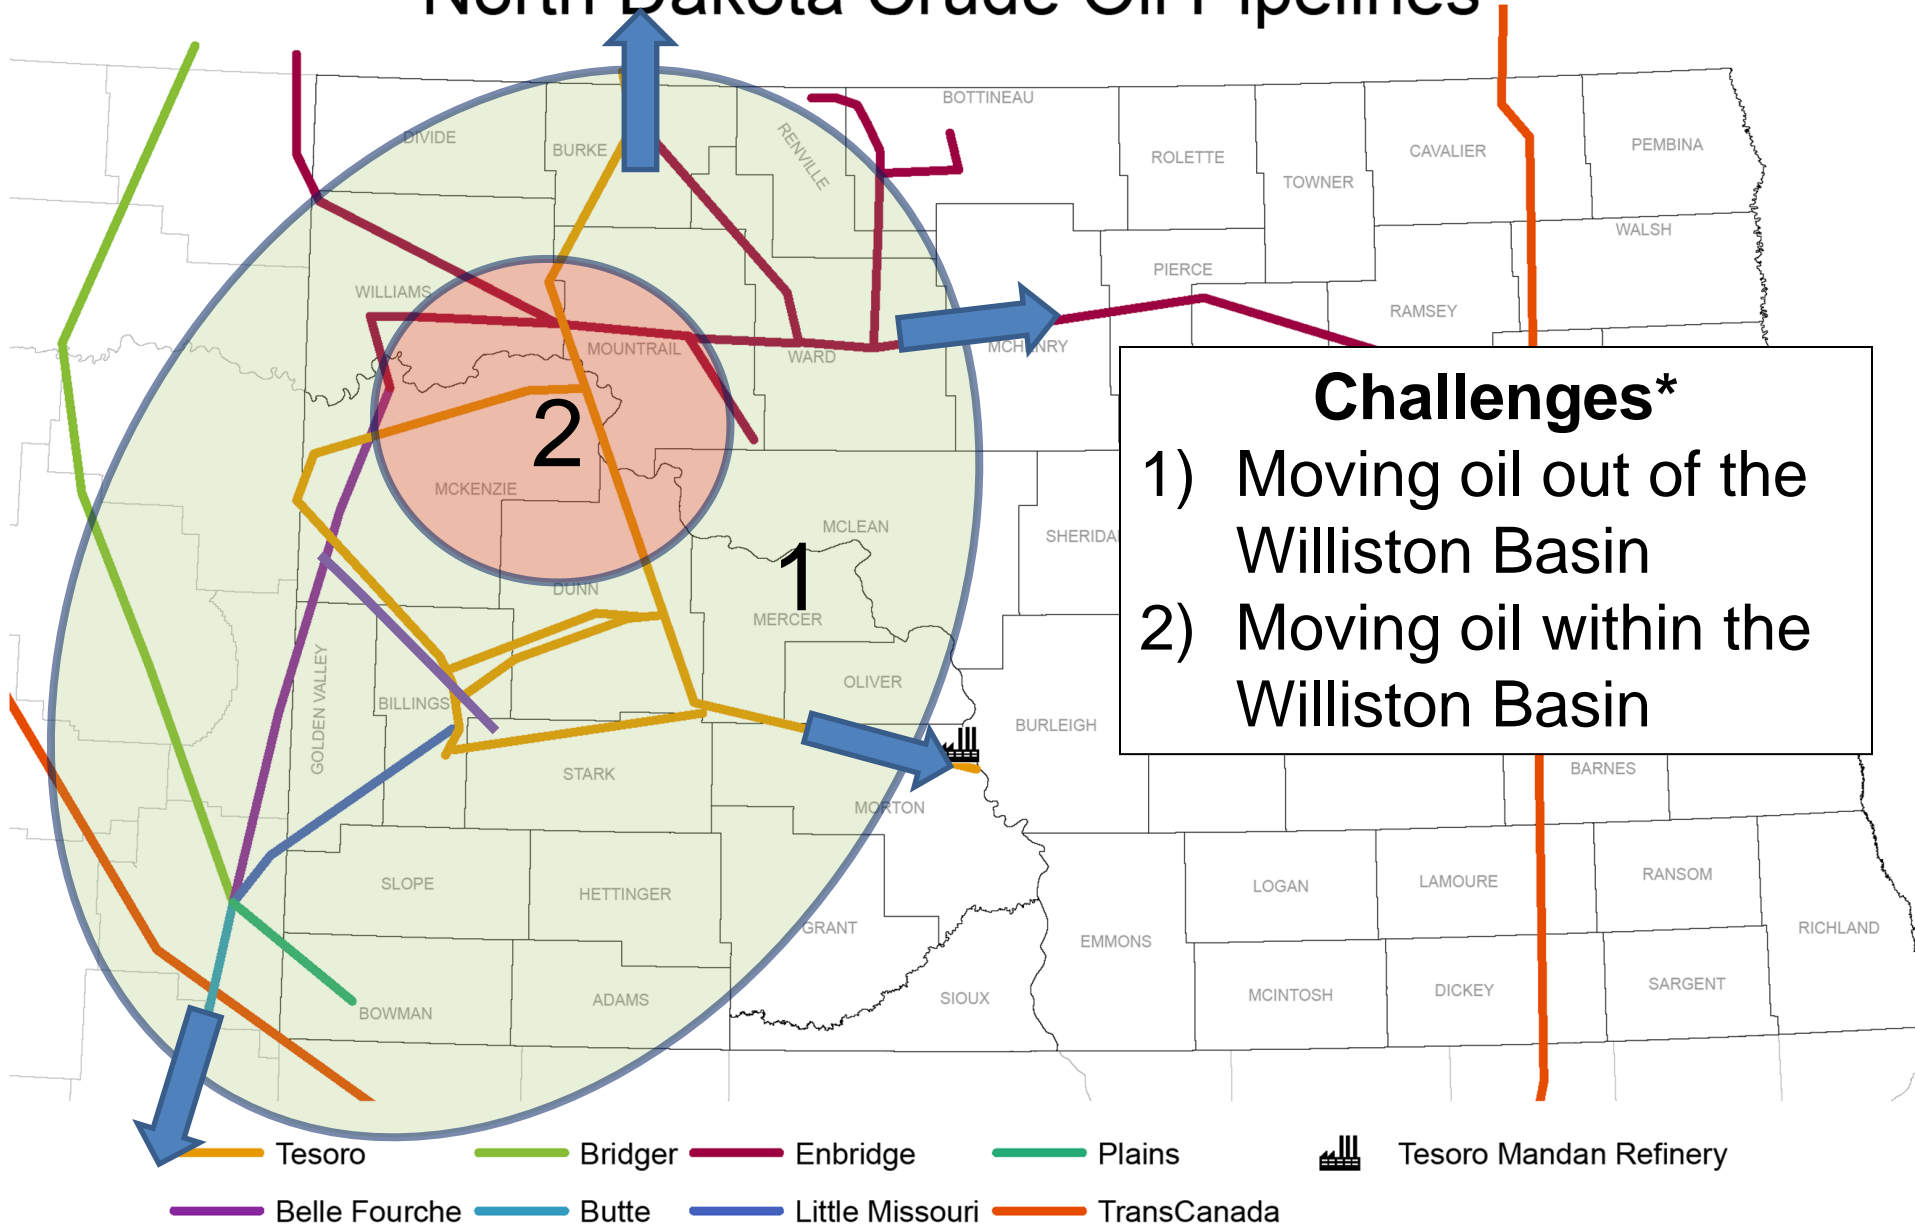 North Dakota Crude Oil Pipelines
BOTTINEAU
DIVIDE
BURKE
RENVILLE
ROLETTE
TOWNER
CAVALIER
PEMBINA
WALSH
WILLIAMS
PIERCE
RAMSEY
MOUNTRAIL
WARD
MCHENRY
Challenges*
1) Moving oil out of the
Williston Basin
2) Moving oil within the
Williston Basin
2
MCKENZIE
MCLEAN
SHERIDA
1
DUNN
MERCER
GOLDEN VALLEY
BILLINGS
OLIVER
BURLEIGH
STARK
MORTON
BARNES
SLOPE
HETTINGER
GRANT
LOGAN
LAMOURE
RANSOM
RICHLAND
EMMONS
BOWMAN
ADAMS
SIOUX
MCINTOSH
DICKEY
SARGENT
Tesoro
Bridger
Enbridge
Plains
Tesoro Mandan Refinery
Belle Fourche
Butte
Little Missouri
TransCanada